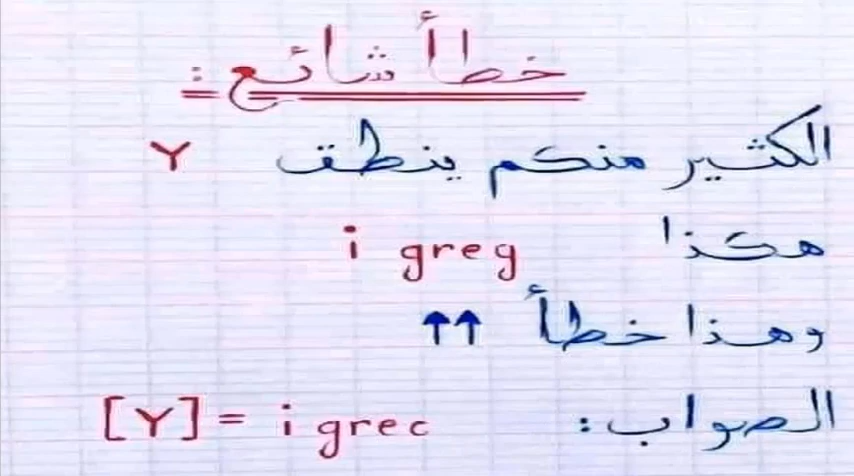 خطأ شائع :
الكثير منكم ينطق Y
هكذا i greg
وهذا خطأ ↑↑
الصواب : [Y] = i grec